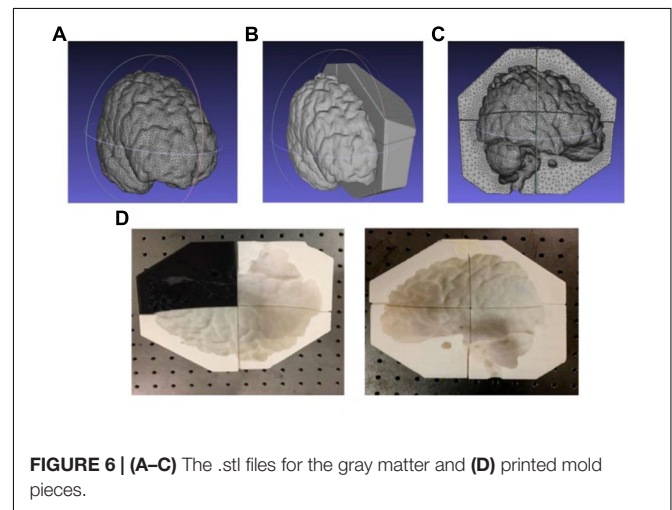 A
B
C
D
FIGURE 6 | (A–C) The .stl files for the gray matter and (D) printed mold
pieces.